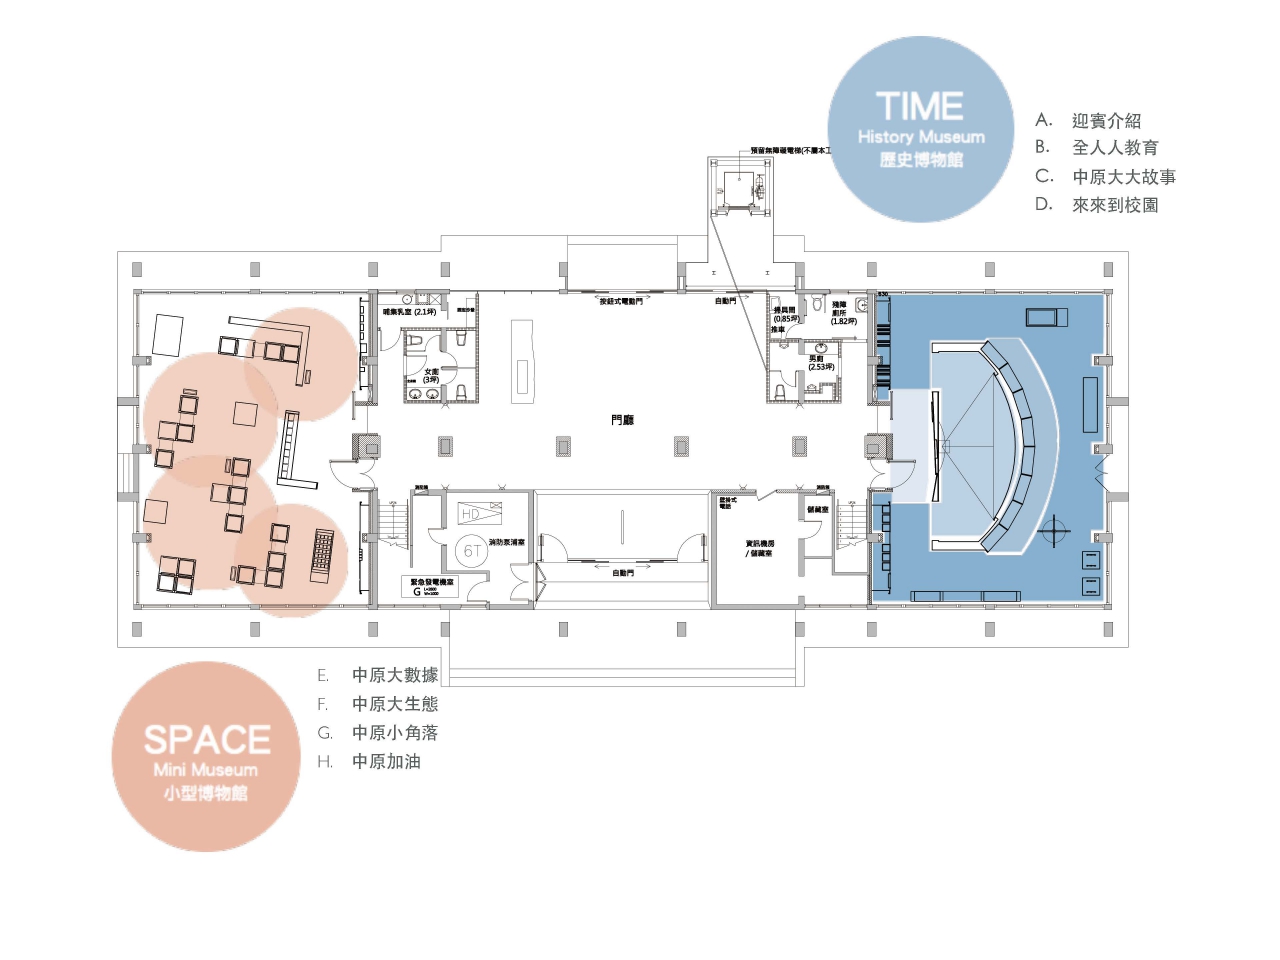 TIME
History Museum
歷史博物館
A. 迎賓介紹
B. 全人人教育
C. 中原大大故事
D. 來來到校園
預留無障礙電梯(不屬本工
哺集乳室 (2.1坪)
按鈕式電動門
自動門
掃具間
(0.85坪)
推車
殘障
廁所
(1.82坪)
女廁
(3坪)
男廁
(2.53坪)
門廳
HD
消防泵浦室
6T
緊急發電機室
G
自動門
壁掛式
電話
資訊機房
/ 儲藏室
儲藏室
SPACE
Mini Museum
小型博物館
E. 中原大數據
F. 中原大生態
G. 中原小角落
H. 中原加油